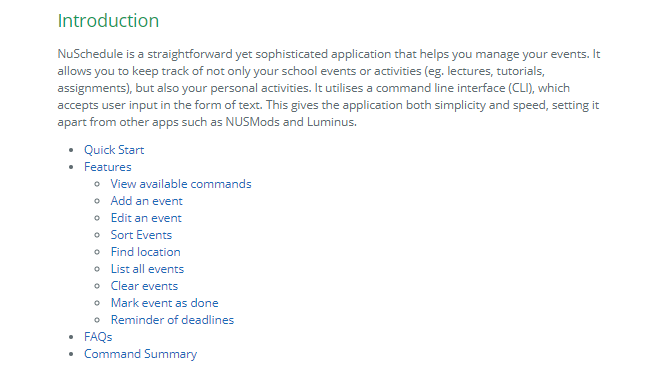 Introduction
NuSchedule is a straightforward yet sophisticated application that helps you manage your events. It
allows you to keep track of not only your school events or activities (eg. lectures, tutorials,
assignments), but also your personal activities. It utilises a command line interface (CLI), which
accepts user input in the form of text. This gives the application both simplicity and speed, setting it
apart from other apps such as NUSMods and Luminus.
• Quick Start
• Features
◦ View available commands
◦ Add an event
◦ Edit an event
◦ Sort Events
◦ Find location
◦ List all events
◦ Clear events
◦ Mark event as done
◦ Reminder of deadlines
• FAQs
• Command Summary